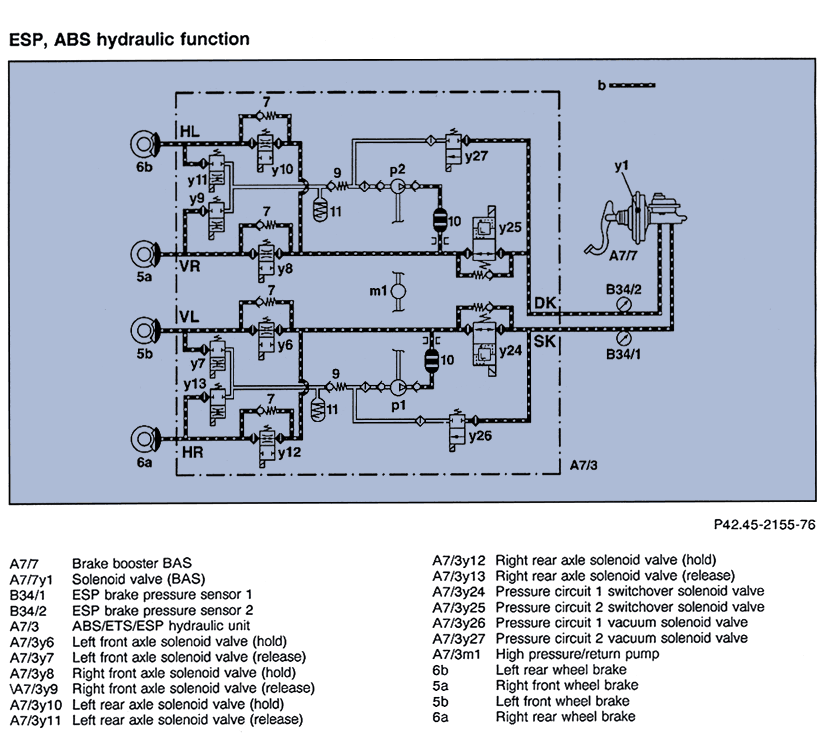 ESP, ABS hydraulic function
b
HL
7
6b
y10
y11
y27
y9
9
p2
y1
11
7
10
y25
5a
VR
y8
A7/7
m1
B34/2
VL
7
DK
SK
5b
y6
B34/1
y7
10
y24
y13
9
7
11
p1
y26
6a
HR
y12
A7/3
P42.45-2155-76
A7/7 Brake booster BAS
A7/7y1 Solenoid valve (BAS)
B34/1 ESP brake pressure sensor 1
B34/2 ESP brake pressure sensor 2
A7/3 ABS/ETS/ESP hydraulic unit
A7/3y6 Left front axle solenoid valve (hold)
A7/3y7 Left front axle solenoid valve (release)
A7/3y8 Right front axle solenoid valve (hold)
\A7/3y9 Right front axle solenoid valve (release)
A7/3y10 Left rear axle solenoid valve (hold)
A7/3y11 Left rear axle solenoid valve (release)
A7/3y12 Right rear axle solenoid valve (hold)
A7/3y13 Right rear axle solenoid valve (release)
A7/3y24 Pressure circuit 1 switchover solenoid valve
A7/3y25 Pressure circuit 2 switchover solenoid valve
A7/3y26 Pressure circuit 1 vacuum solenoid valve
A7/3y27 Pressure circuit 2 vacuum solenoid valve
A7/3m1 High pressure/return pump
6b Left rear wheel brake
5a Right front wheel brake
5b Left front wheel brake
6a Right rear wheel brake